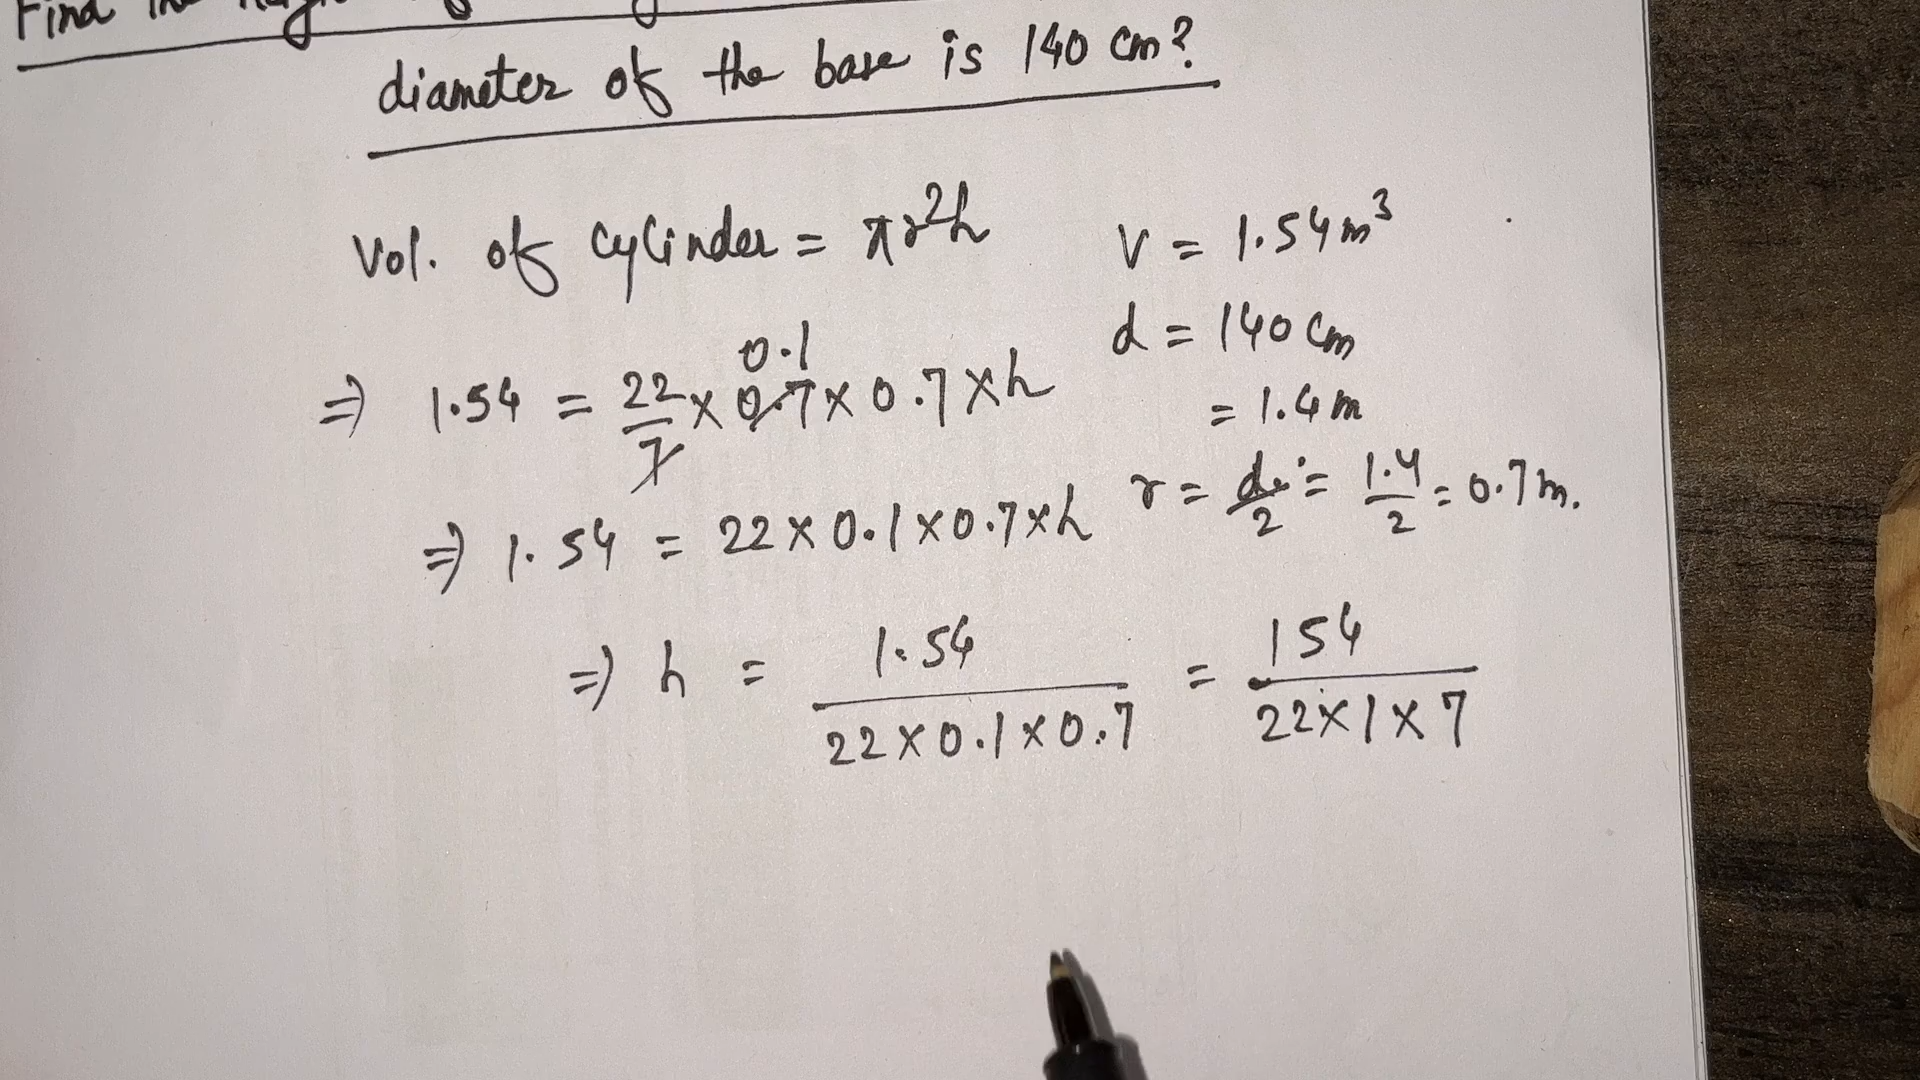 Find the
diameter of the base is 140 cm?
Vol. of cylinder = πr²h
V = 1.54 m³
d = 140 cm
= 1.4 m
r = d/2 = 1.4/2 = 0.7 m.
0.1
⇒ 1.54 = 22/7 × 0.7 × 0.7 × h
⇒ 1.54 = 22 × 0.1 × 0.7 × h
⇒ h = 1.54/(22 × 0.1 × 0.7) = 154/(22 × 1 × 7)